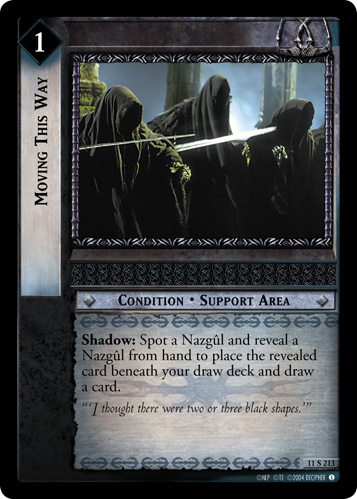 1
Moving This Way
Condition • Support Area
Shadow: Spot a Nazgûl and reveal a
Nazgûl from hand to place the revealed
card beneath your draw deck and draw
a card.
“‘I thought there were two or three black shapes.’”
11 S 213
©NLP ©TE ©2004 DECIPHER